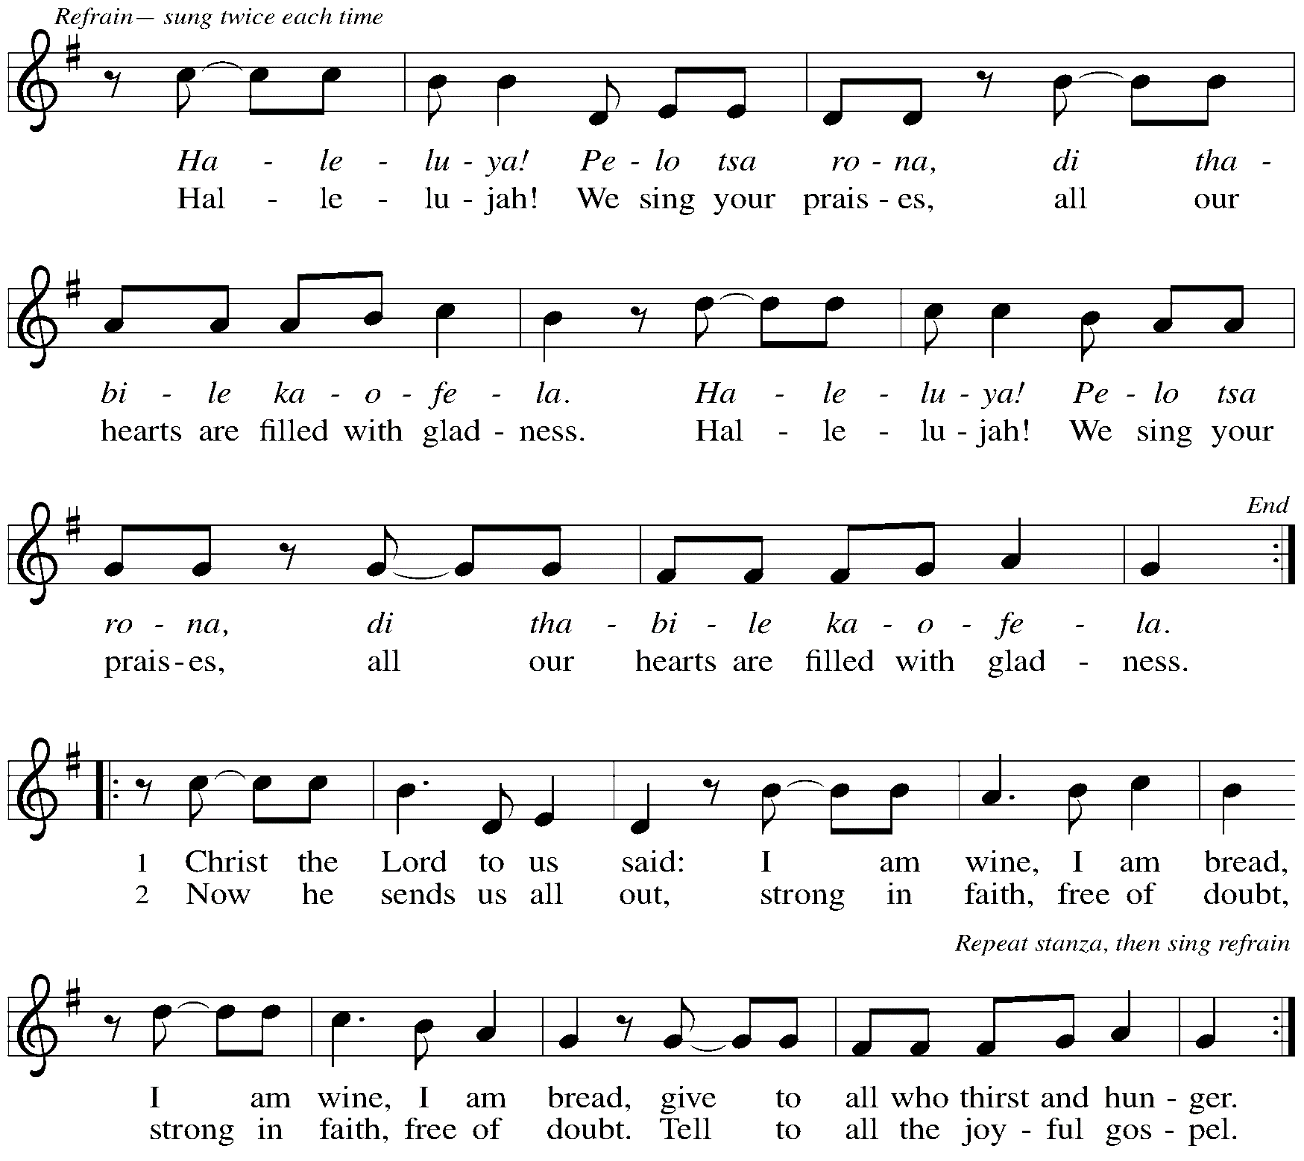 Refrain— sung twice each time
Ha - le - lu - ya! Pe - lo tsa ro - na, di tha -
Hal - le - lu - jah! We sing your prais - es, all our
bi - le ka - o - fe - la. Ha - le - lu - ya! Pe - lo tsa
hearts are filled with glad - ness. Hal - le - lu - jah! We sing your
End
ro - na, di tha - bi - le ka - o - fe - la.
prais - es, all our hearts are filled with glad - ness.
1 Christ the Lord to us said: I am wine, I am bread,
2 Now he sends us all out, strong in faith, free of doubt,
Repeat stanza, then sing refrain
I am wine, I am bread, give to all who thirst and hun - ger.
strong in faith, free of doubt. Tell to all the joy - ful gos - pel.